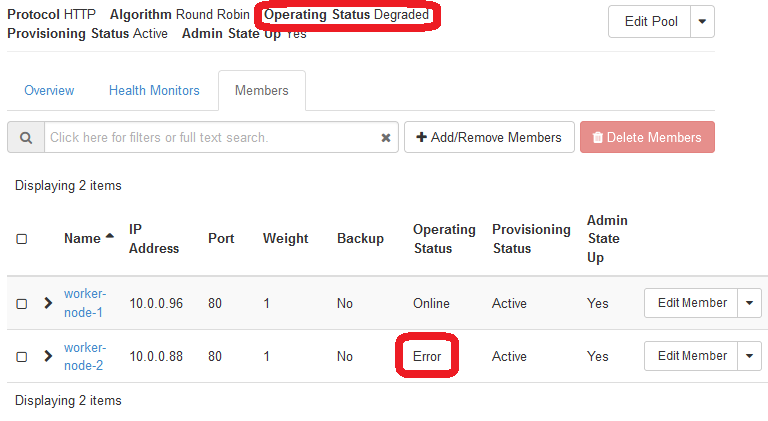 Protocol HTTP Algorithm Round Robin Operating Status Degraded
Provisioning Status Active Admin State Up Yes
Edit Pool
Overview Health Monitors Members
Click here for filters or full text search.
Add/Remove Members
Delete Members
Displaying 2 items
Name IP Address Port Weight Backup Operating Status Provisioning Status Admin State Up
worker-node-1 10.0.0.96 80 1 No Online Active Yes Edit Member
worker-node-2 10.0.0.88 80 1 No Error Active Yes Edit Member
Displaying 2 items